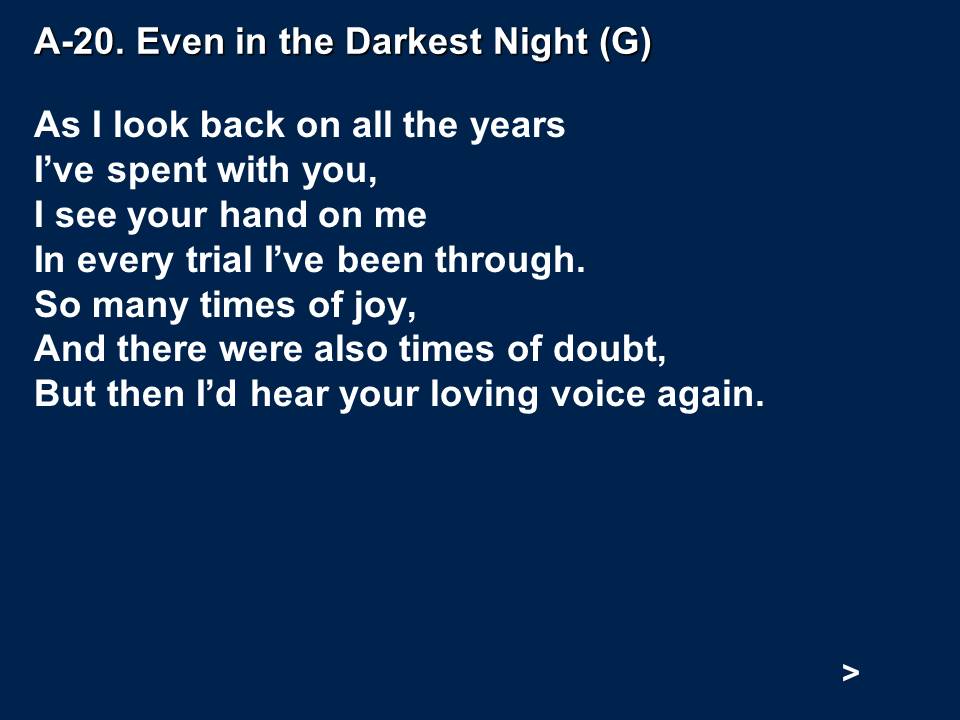 A-20. Even in the Darkest Night (G)
As I look back on all the years
I’ve spent with you,
I see your hand on me
In every trial I’ve been through.
So many times of joy,
And there were also times of doubt,
But then I’d hear your loving voice again.
>